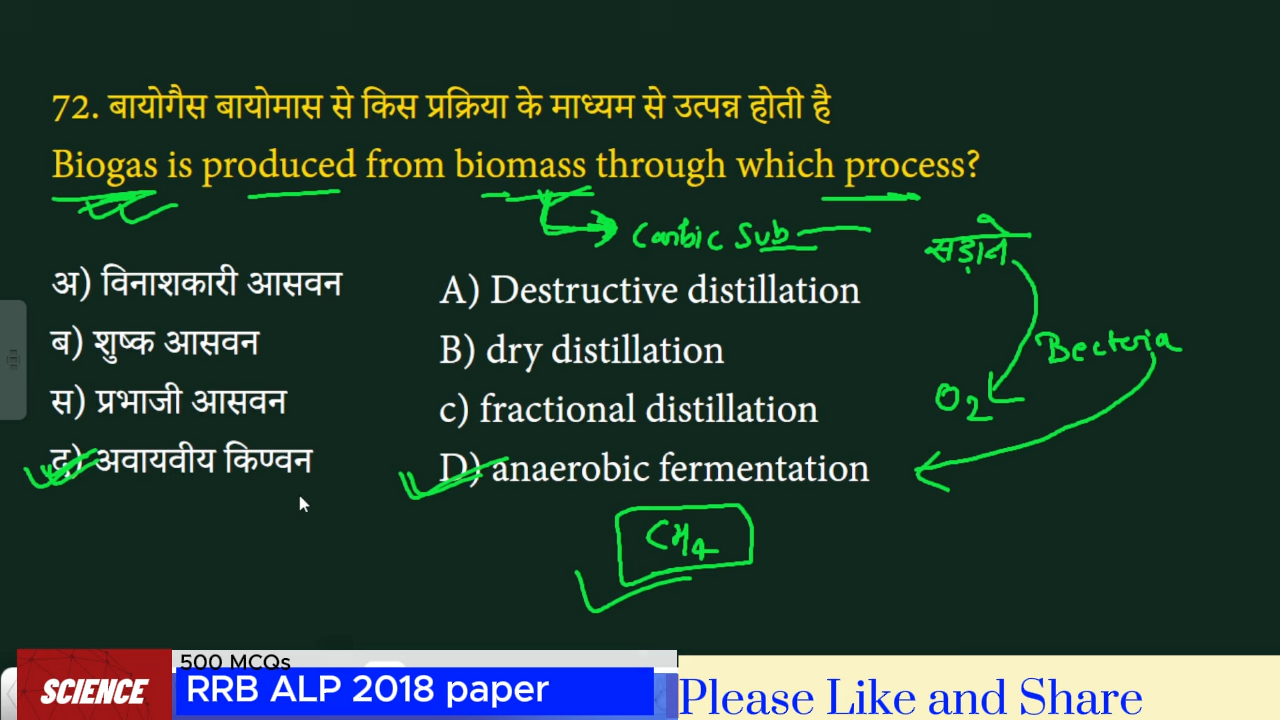 72. बायोगैस बायोमास से किस प्रक्रिया के माध्यम से उत्पन्न होती है
Biogas is produced from biomass through which process?
Canbic Sub
सड़ाने
अ) विनाशकारी आसवन
A) Destructive distillation
ब) शुष्क आसवन
B) dry distillation
Becteria
स) प्रभाजी आसवन
c) fractional distillation
O2
द) अवायवीय किण्वन
D) anaerobic fermentation
CH4
500 MCQs
SCIENCE
RRB ALP 2018 paper
Please Like and Share